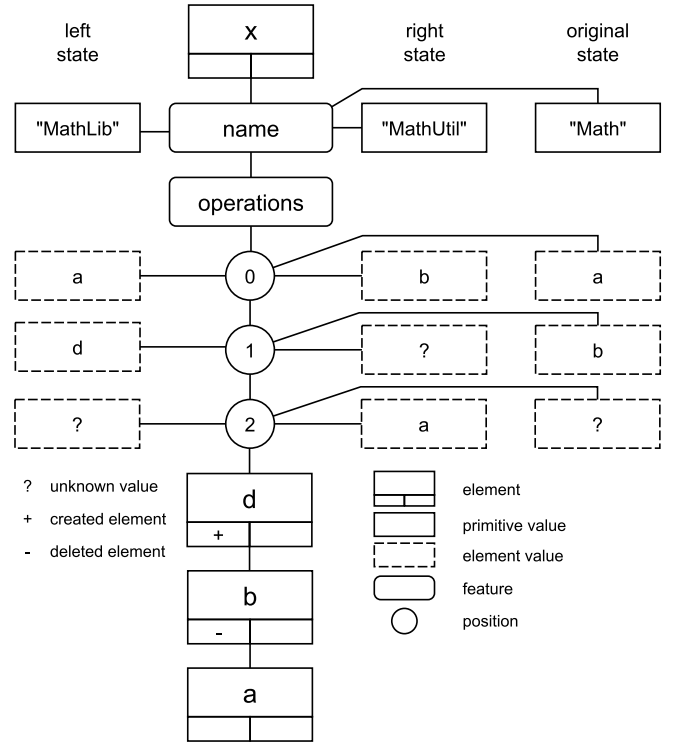 left
state
x
right
state
original
state
"MathLib"
name
"MathUtil"
"Math"
operations
a
0
b
a
d
1
?
b
?
2
a
?
d
+
b
-
a
? unknown value
+ created element
- deleted element
element
primitive value
element value
feature
position